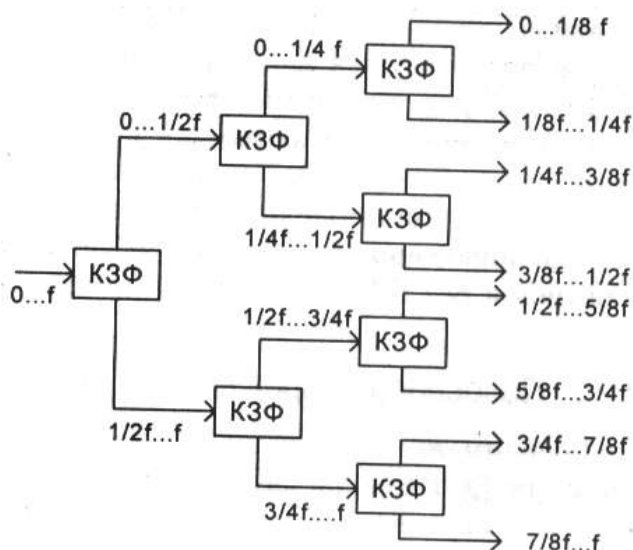 0...1/8 f
0...1/4 f
КЗФ
1/8f...1/4f
0...1/2f
КЗФ
1/4f...3/8f
КЗФ
1/4f...1/2f
3/8f...1/2f
КЗФ
0...f
1/2f...5/8f
1/2f...3/4f
КЗФ
5/8f...3/4f
КЗФ
1/2f...f
3/4f...7/8f
КЗФ
3/4f....f
7/8f...f